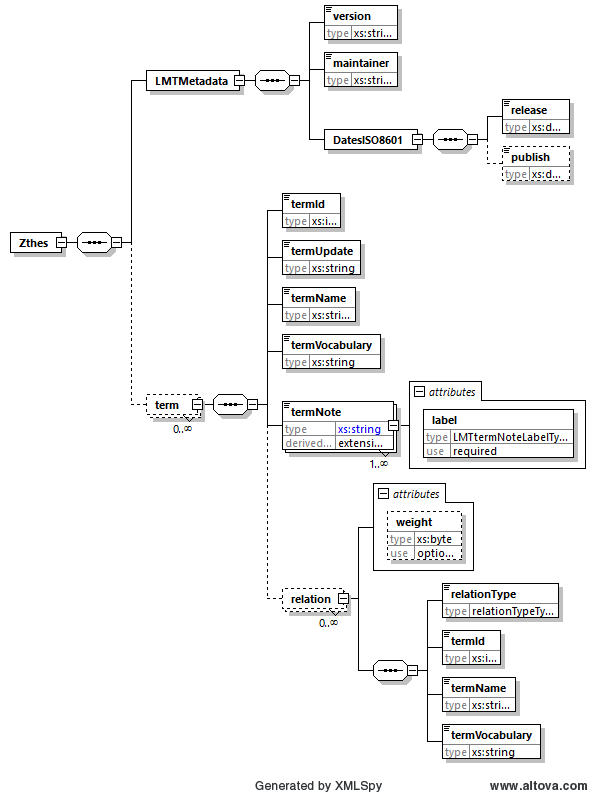 version
type xs:stri...
maintainer
type xs:stri...
LMTMetadata
DatesISO8601
release
type xs:d...
publish
type xs:d...
Zthes
termId
type xs:i...
termUpdate
type xs:string
termName
type xs:stri...
termVocabulary
type xs:string
term
0..∞
termNote
type xs:string
derived... extensi...
1..∞
attributes
label
type LMTtermNoteLabelTy...
use required
attributes
weight
type xs:byte
use optio...
relation
0..∞
relationType
type relationTypeTy...
termId
type xs:i...
termName
type xs:stri...
termVocabulary
type xs:string
Generated by XMLSpy
www.altova.com